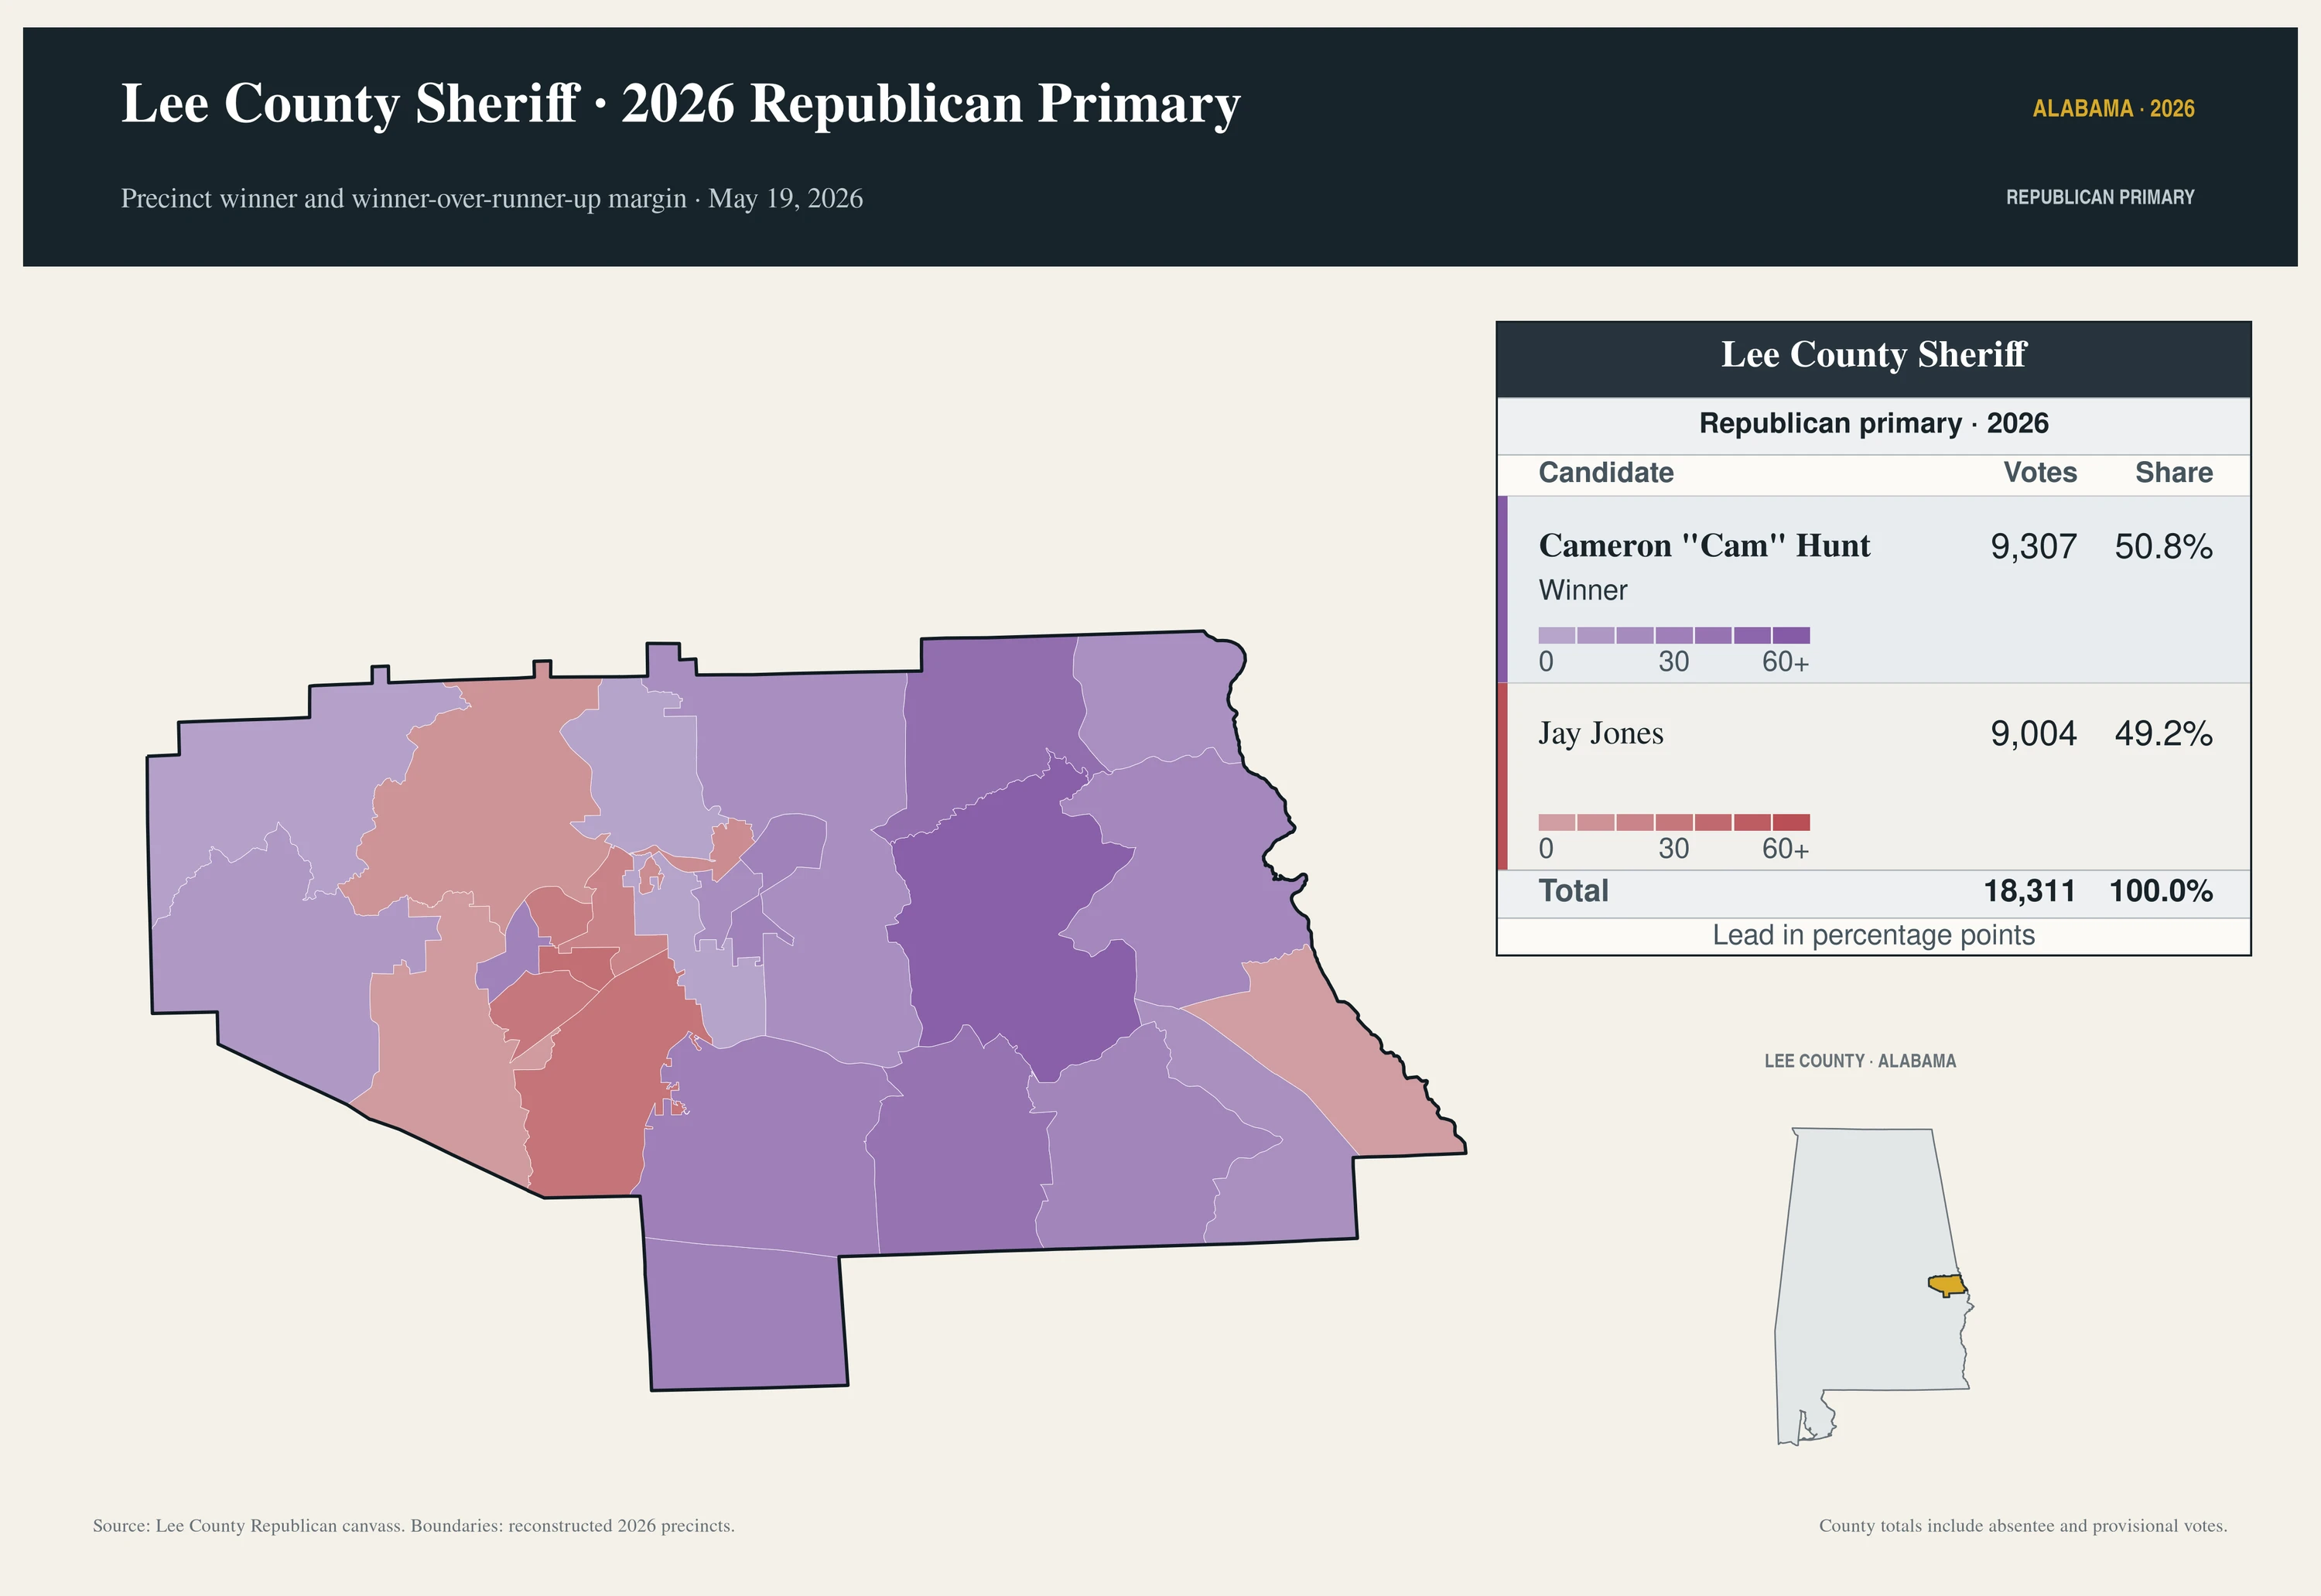 Lee County Sheriff · 2026 Republican Primary
ALABAMA · 2026
Precinct winner and winner-over-runner-up margin · May 19, 2026
REPUBLICAN PRIMARY
Lee County Sheriff
Republican primary · 2026
Candidate Votes Share
Cameron "Cam" Hunt 9,307 50.8%
Winner
0 30 60+
Jay Jones 9,004 49.2%
0 30 60+
Total 18,311 100.0%
Lead in percentage points
LEE COUNTY · ALABAMA
Source: Lee County Republican canvass. Boundaries: reconstructed 2026 precincts.
County totals include absentee and provisional votes.